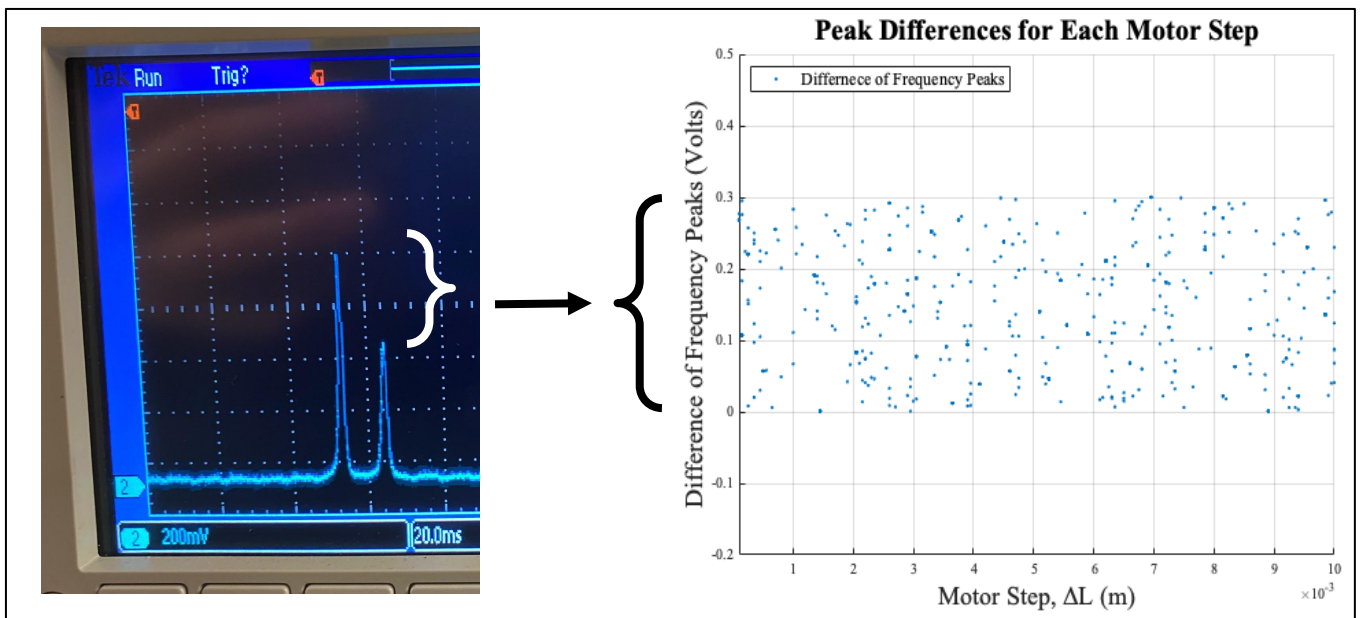 Tek Run Trig? T
T
2
2 200mV 20.0ms
Peak Differences for Each Motor Step
Differnece of Frequency Peaks
Difference of Frequency Peaks (Volts)
0.5
0.4
0.3
0.2
0.1
0
-0.1
-0.2
1 2 3 4 5 6 7 8 9 10
×10⁻³
Motor Step, ΔL (m)